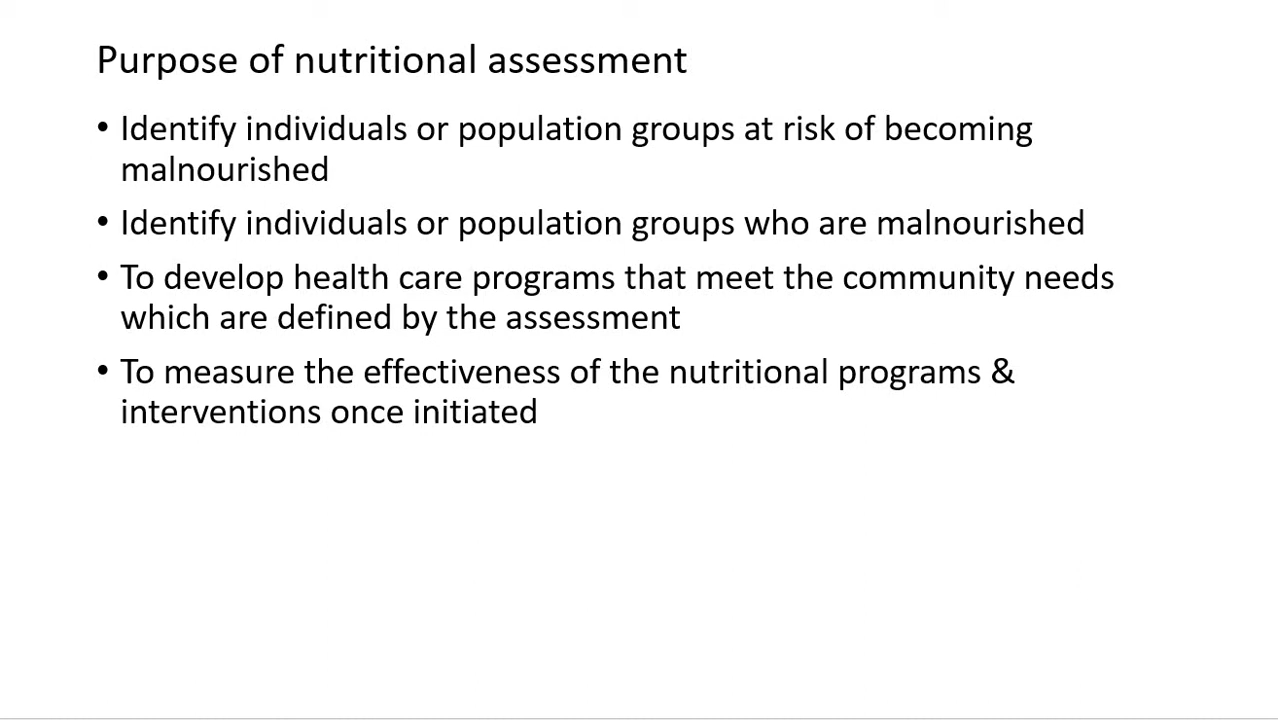 Purpose of nutritional assessment
• Identify individuals or population groups at risk of becoming
malnourished
• Identify individuals or population groups who are malnourished
• To develop health care programs that meet the community needs
which are defined by the assessment
• To measure the effectiveness of the nutritional programs &
interventions once initiated